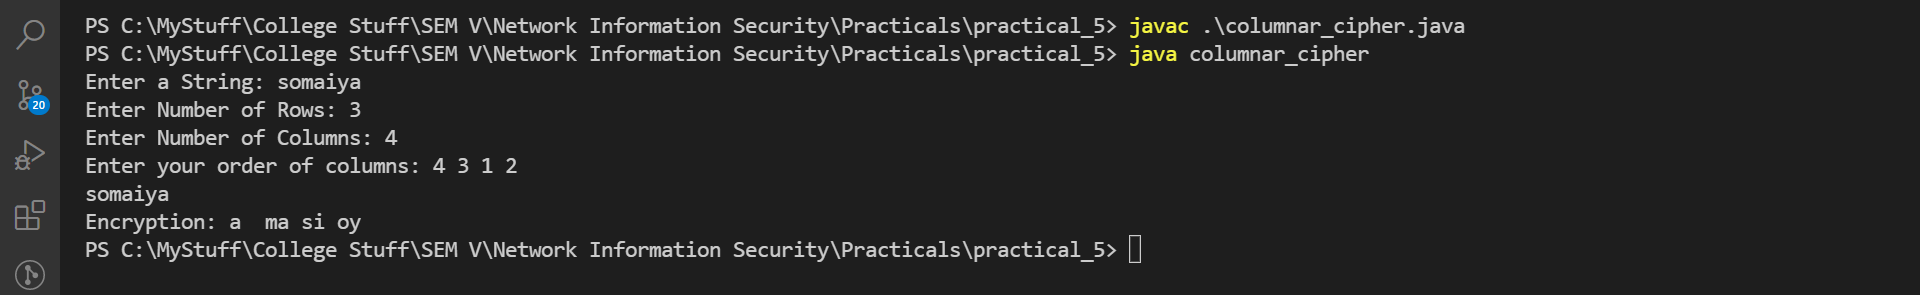 PS C:\MyStuff\College Stuff\SEM V\Network Information Security\Practicals\practical_5> javac .\columnar_cipher.java
PS C:\MyStuff\College Stuff\SEM V\Network Information Security\Practicals\practical_5> java columnar_cipher
Enter a String: somaiya
Enter Number of Rows: 3
20
Enter Number of Columns: 4
Enter your order of columns: 4 3 1 2
somaiya
Encryption: a  ma si oy
PS C:\MyStuff\College Stuff\SEM V\Network Information Security\Practicals\practical_5>